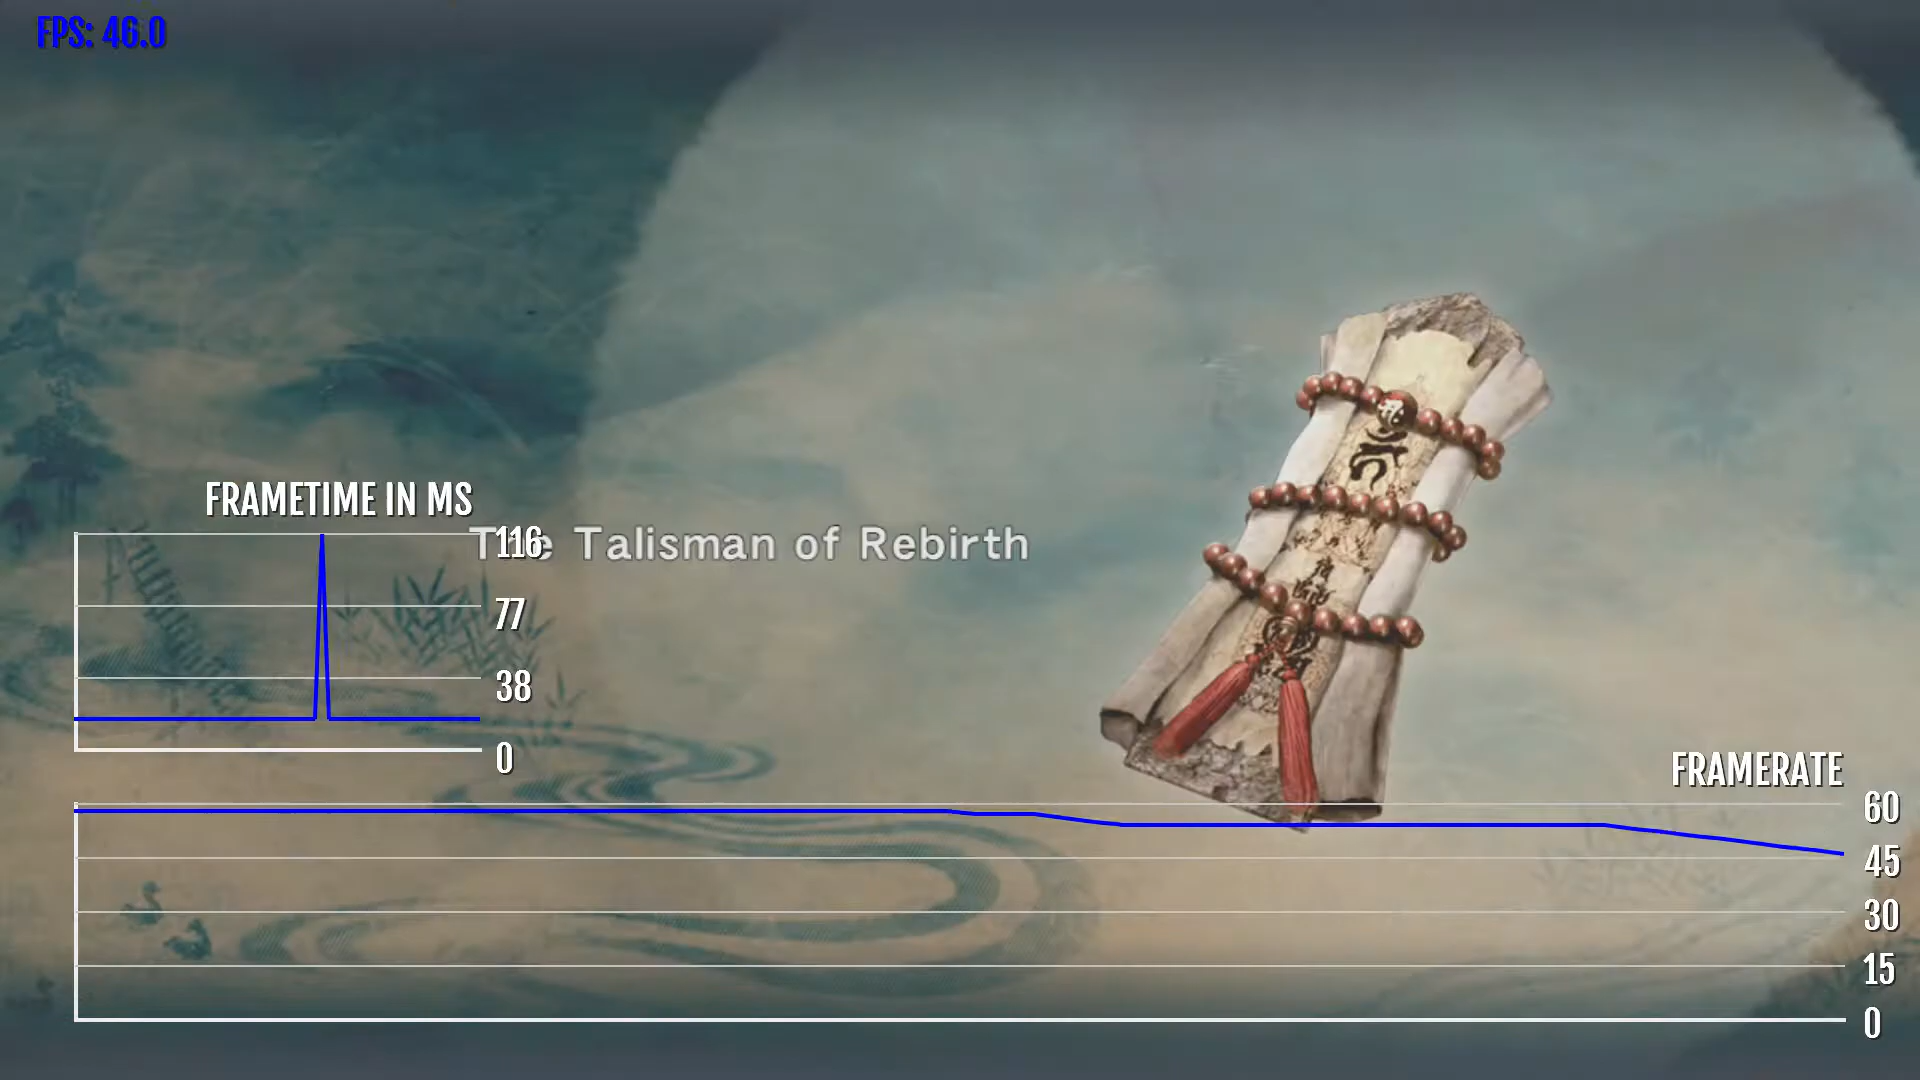 FPS: 46.0
FRAMETIME IN MS
116
The Talisman of Rebirth
77
38
0
FRAMERATE
60
45
30
15
0